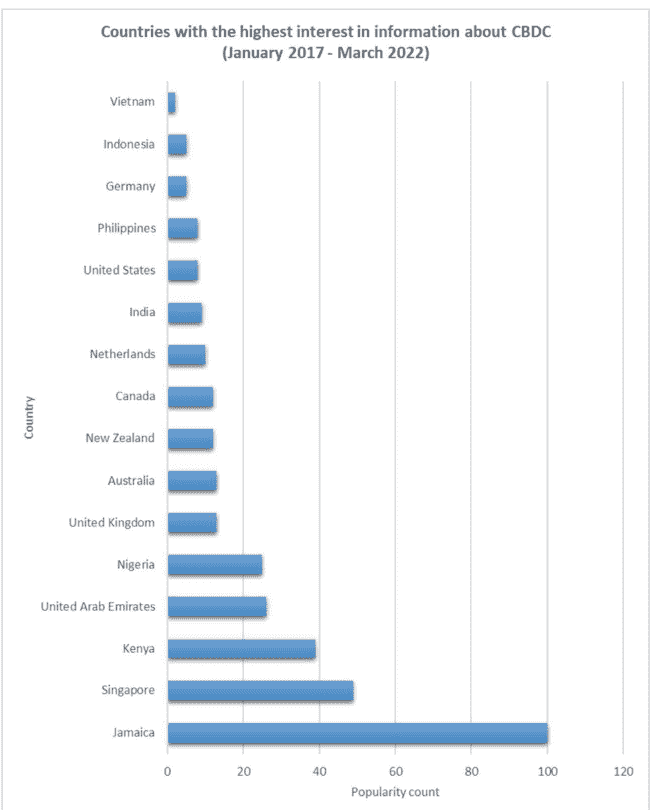 Countries with the highest interest in information about CBDC
(January 2017 - March 2022)
Vietnam
Indonesia
Germany
Philippines
United States
India
Netherlands
Canada
New Zealand
Australia
United Kingdom
Nigeria
United Arab Emirates
Kenya
Singapore
Jamaica
Country
0 20 40 60 80 100 120
Popularity count